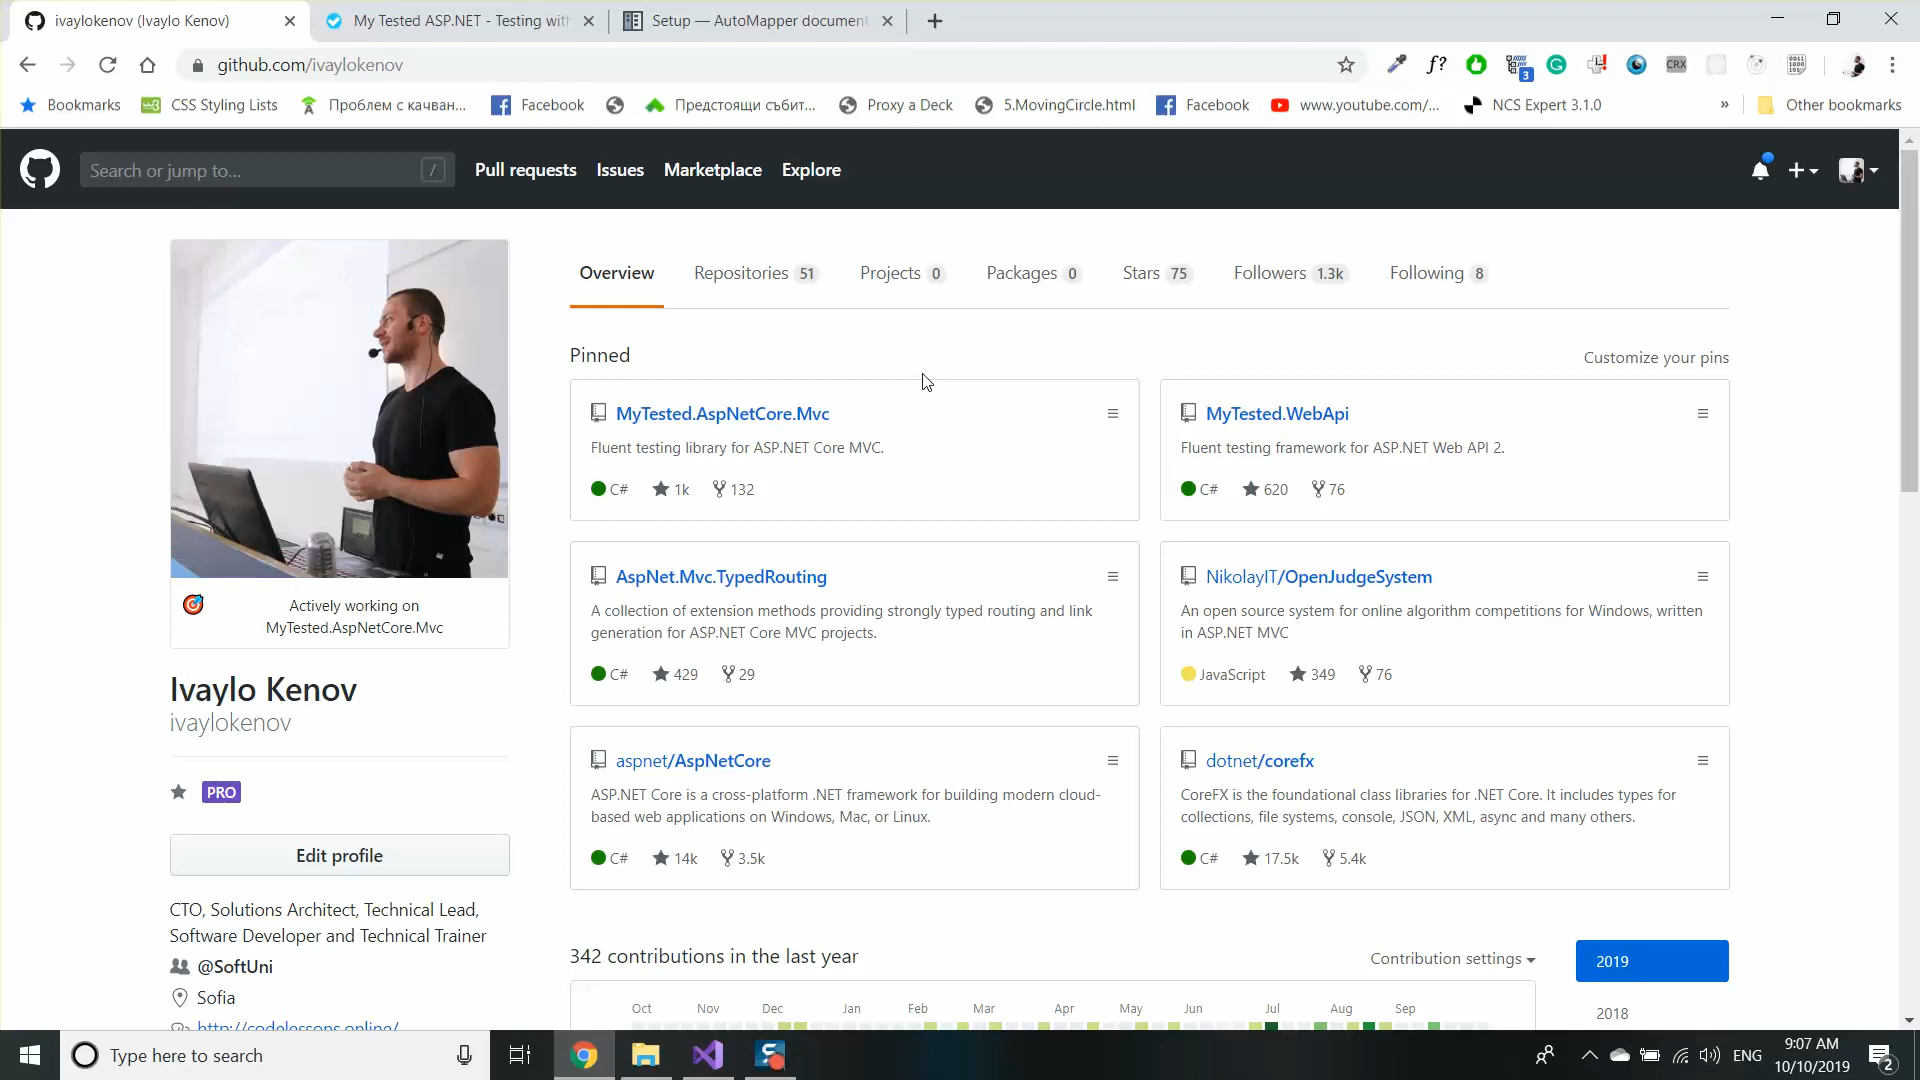 ivaylokenov (Ivaylo Kenov)
My Tested ASP.NET - Testing with
Setup — AutoMapper documen
github.com/ivaylokenov
f?
3
CRX
Bookmarks
CSS Styling Lists
Проблем с качван...
Facebook
Предстоящи събит...
Proxy a Deck
5.MovingCircle.html
Facebook
www.youtube.com/...
NCS Expert 3.1.0
»
Other bookmarks
Search or jump to...
/
Pull requests
Issues
Marketplace
Explore
Overview
Repositories 51
Projects 0
Packages 0
Stars 75
Followers 1.3k
Following 8
Pinned
Customize your pins
MyTested.AspNetCore.Mvc
Fluent testing library for ASP.NET Core MVC.
C# 1k 132
MyTested.WebApi
Fluent testing framework for ASP.NET Web API 2.
C# 620 76
AspNet.Mvc.TypedRouting
A collection of extension methods providing strongly typed routing and link
generation for ASP.NET Core MVC projects.
C# 429 29
NikolayIT/OpenJudgeSystem
An open source system for online algorithm competitions for Windows, written
in ASP.NET MVC
JavaScript 349 76
aspnet/AspNetCore
ASP.NET Core is a cross-platform .NET framework for building modern cloud-
based web applications on Windows, Mac, or Linux.
C# 14k 3.5k
dotnet/corefx
CoreFX is the foundational class libraries for .NET Core. It includes types for
collections, file systems, console, JSON, XML, async and many others.
C# 17.5k 5.4k
Actively working on
MyTested.AspNetCore.Mvc
Ivaylo Kenov
ivaylokenov
PRO
Edit profile
CTO, Solutions Architect, Technical Lead,
Software Developer and Technical Trainer
@SoftUni
Sofia
http://codelessons.online/
342 contributions in the last year
Contribution settings
2019
2018
Oct Nov Dec Jan Feb Mar Apr May Jun Jul Aug Sep
Type here to search
ENG
9:07 AM
10/10/2019
2